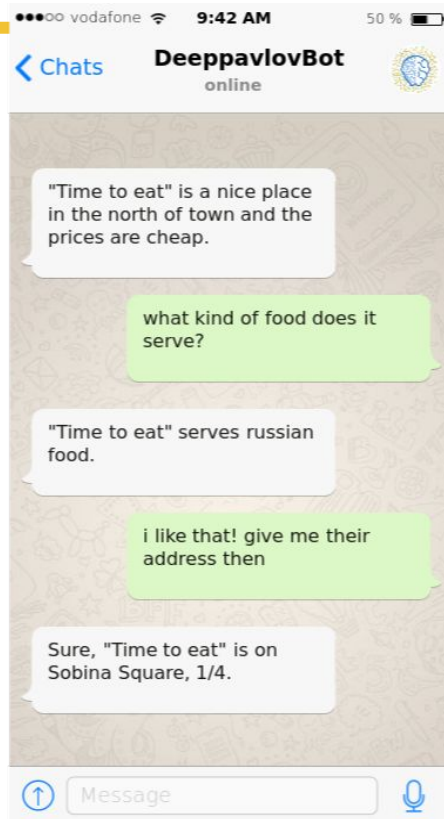 vodafone 9:42 AM 50 %
Chats DeeppavlovBot
online
"Time to eat" is a nice place
in the north of town and the
prices are cheap.
what kind of food does it
serve?
"Time to eat" serves russian
food.
i like that! give me their
address then
Sure, "Time to eat" is on
Sobina Square, 1/4.
Message